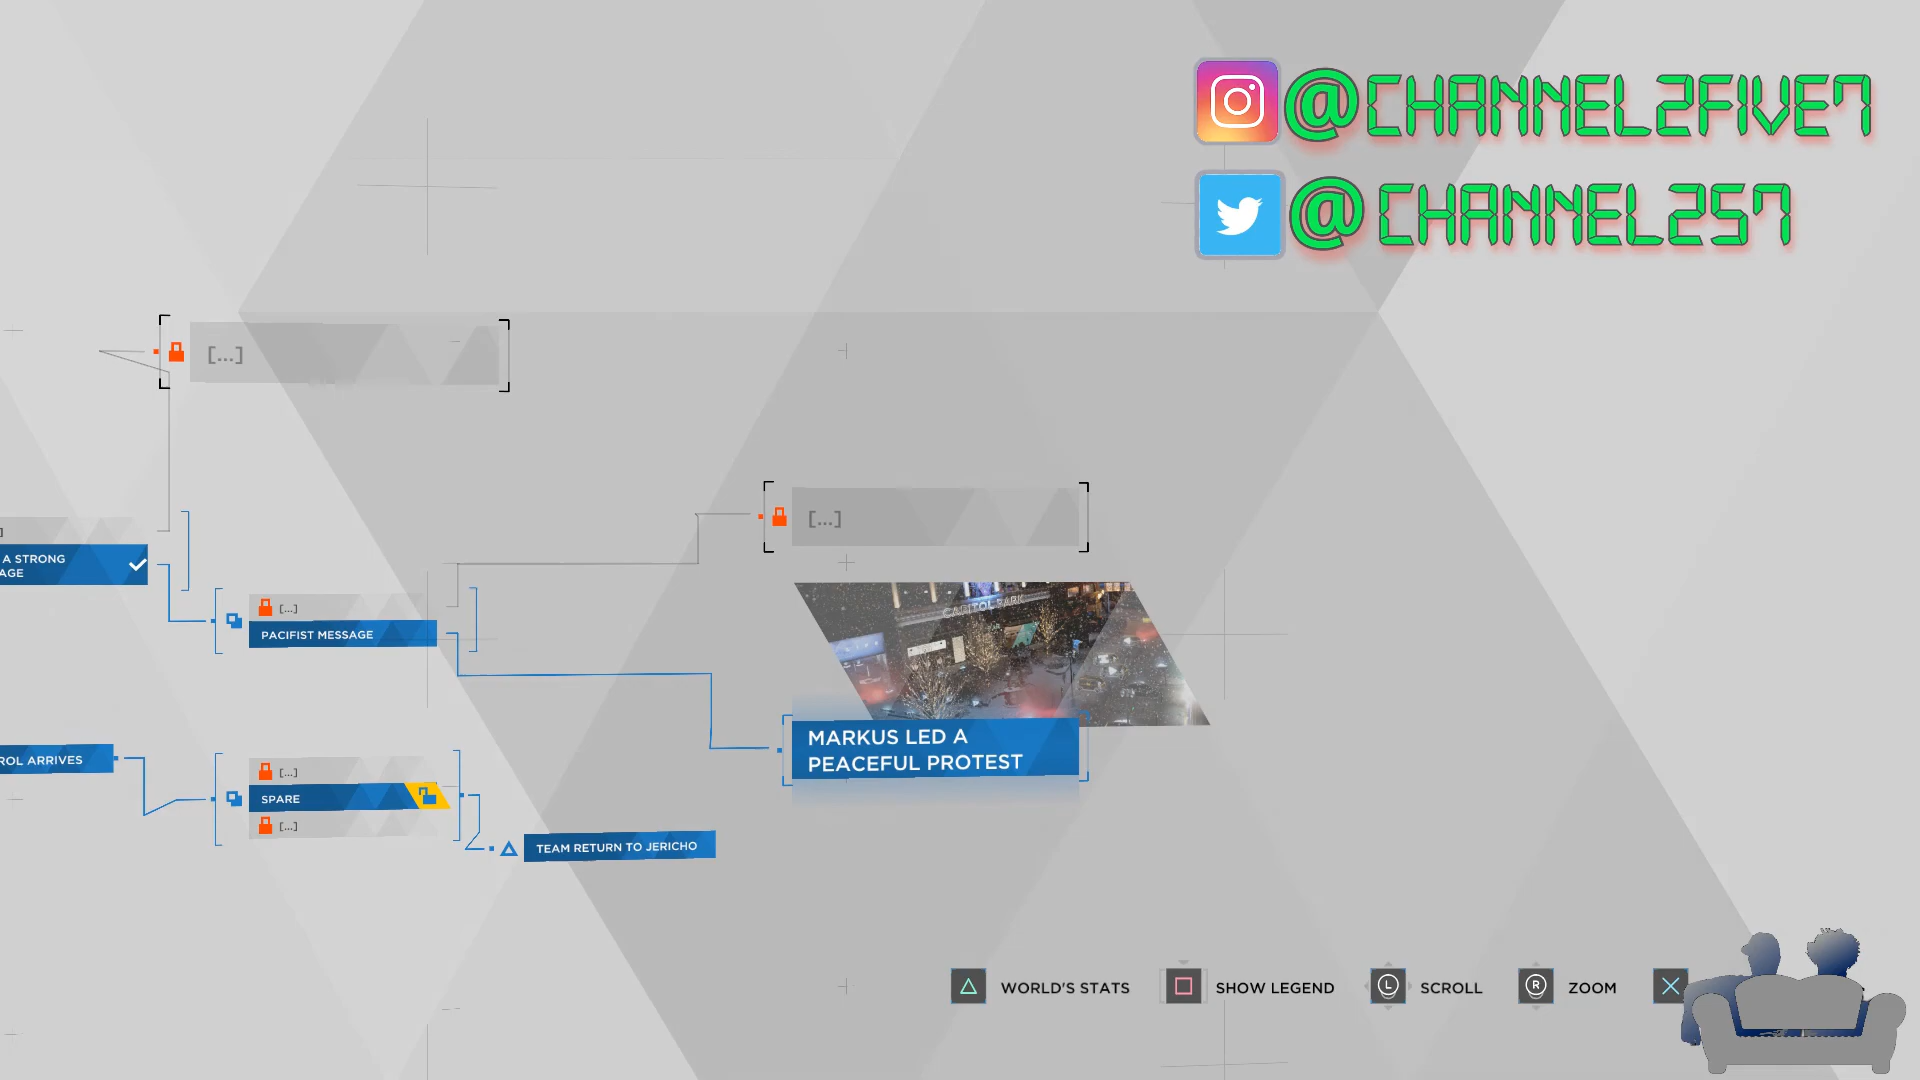 @CHANNEL2FIVE7
@CHANNEL257
[...]
[...]
]
A STRONG
AGE
[...]
PACIFIST MESSAGE
CAPITOL PARK
MARKUS LED A
PEACEFUL PROTEST
ROL ARRIVES
[...]
SPARE
[...]
TEAM RETURN TO JERICHO
WORLD'S STATS
SHOW LEGEND
L
SCROLL
R
ZOOM